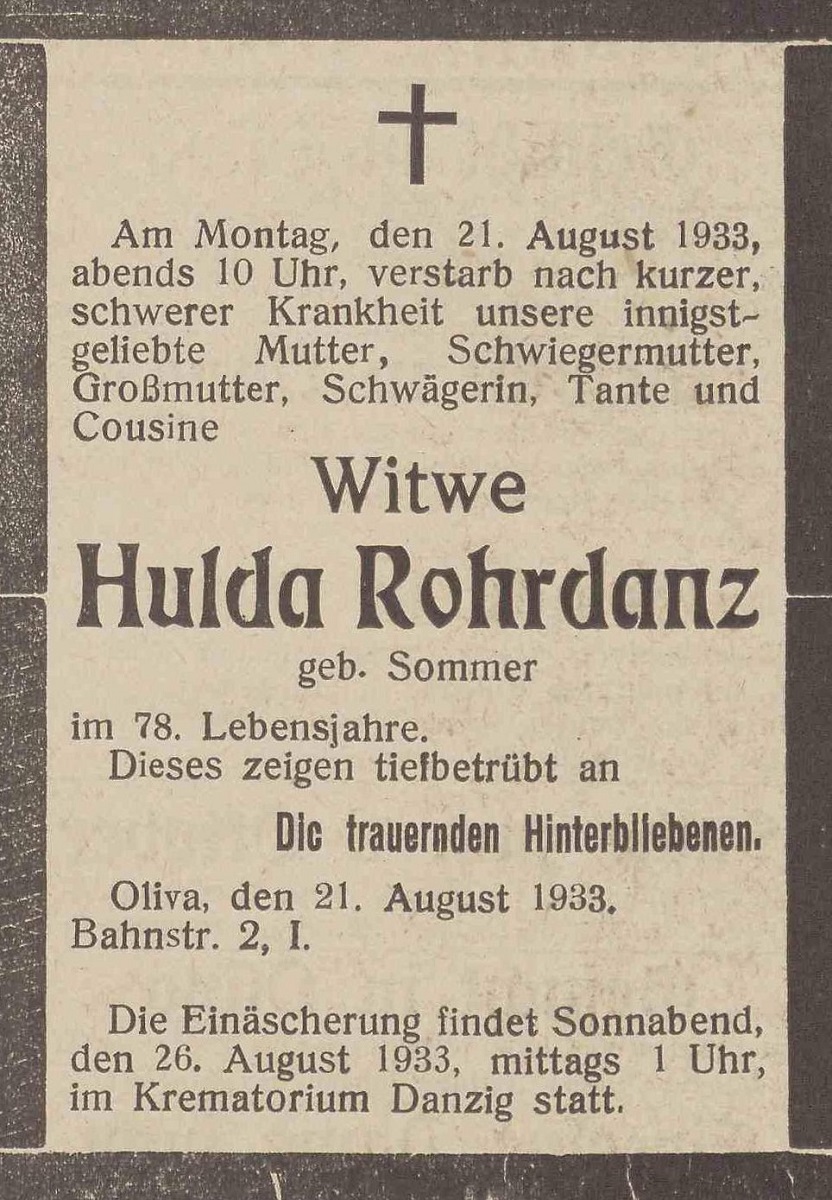 Am Montag, den 21. August 1933,
abends 10 Uhr, verstarb nach kurzer,
schwerer Krankheit unsere innigst-
geliebte Mutter, Schwiegermutter,
Großmutter, Schwägerin, Tante und
Cousine
Witwe
Hulda Rohrdanz
geb. Sommer
im 78. Lebensjahre.
Dieses zeigen tiefbetrübt an
Die trauernden Hinterbliebenen.
Oliva, den 21. August 1933.
Bahnstr. 2, I.
Die Einäscherung findet Sonnabend,
den 26. August 1933, mittags 1 Uhr,
im Krematorium Danzig statt.